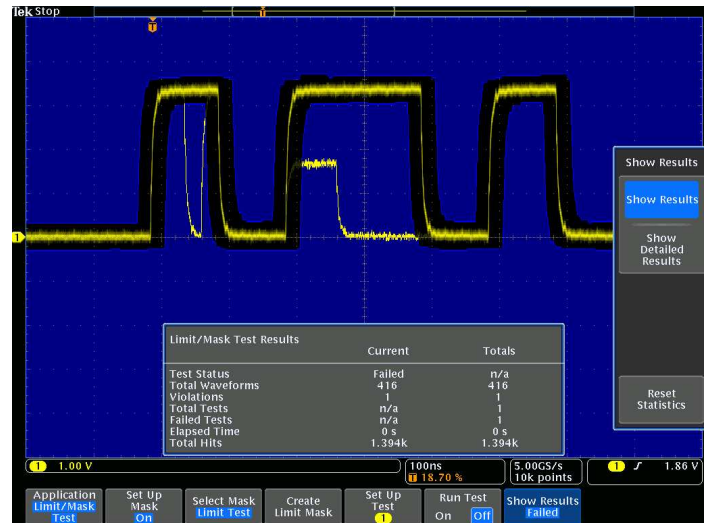 Tek Stop
T
T
1
Show Results
Show Results
Show
Detailed
Results
Reset
Statistics
Limit/Mask Test Results
Current Totals
Test Status Failed n/a
Total Waveforms 416 416
Violations 1 1
Total Tests n/a 1
Failed Tests n/a 1
Elapsed Time 0 s 0 s
Total Hits 1.394k 1.394k
1 1.00 V
100ns
T 18.70 %
5.00GS/s
10k points
1 1.86 V
Application
Limit/Mask
Test
Set Up
Mask
On
Select Mask
Limit Test
Create
Limit Mask
Set Up
Test
1
Run Test
On Off
Show Results
Failed